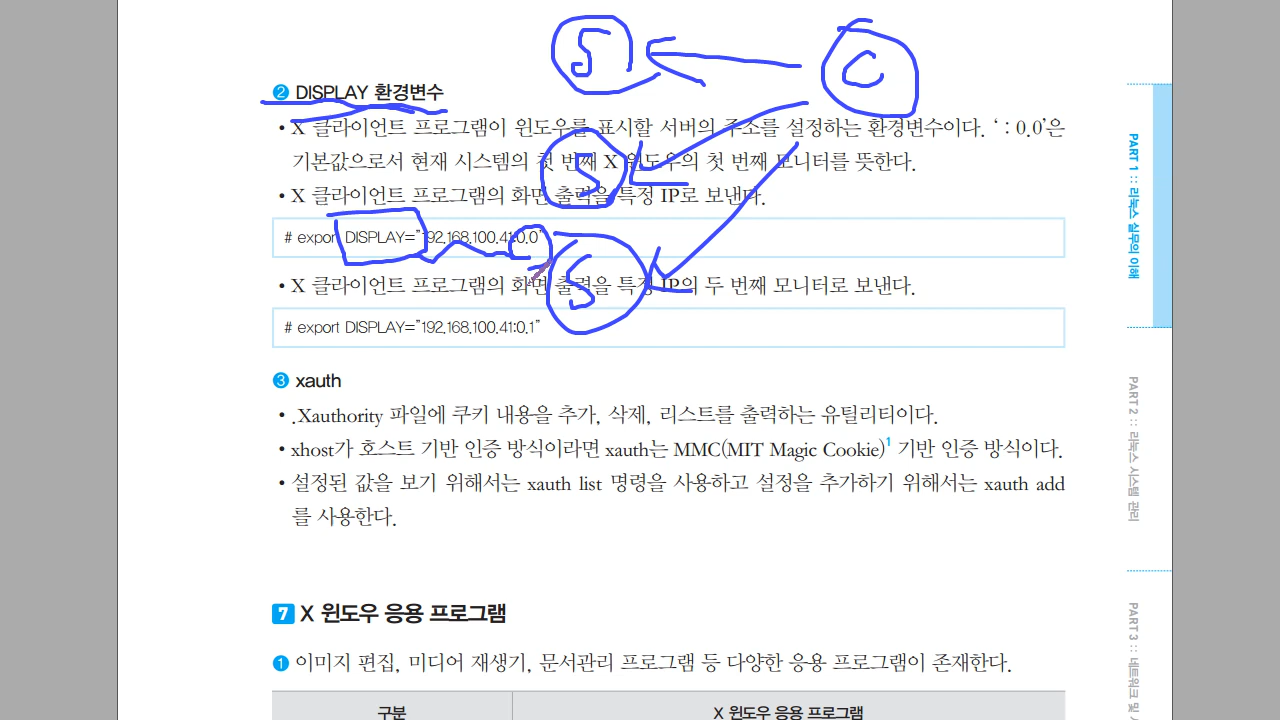 S
C
❷ DISPLAY 환경변수
• X 클라이언트 프로그램이 윈도우를 표시할 서버의 주소를 설정하는 환경변수이다. ‘ : 0.0’은
기본값으로서 현재 시스템의 첫 번째 X 윈도우의 첫 번째 모니터를 뜻한다.
S
• X 클라이언트 프로그램의 화면 출력을 특정 IP로 보낸다.
# export DISPLAY=”192.168.100.41:0.0”
S
• X 클라이언트 프로그램의 화면 출력을 특정 IP의 두 번째 모니터로 보낸다.
# export DISPLAY=”192.168.100.41:0.1”
❸ xauth
• .Xauthority 파일에 쿠키 내용을 추가, 삭제, 리스트를 출력하는 유틸리티이다.
• xhost가 호스트 기반 인증 방식이라면 xauth는 MMC(MIT Magic Cookie)¹ 기반 인증 방식이다.
• 설정된 값을 보기 위해서는 xauth list 명령을 사용하고 설정을 추가하기 위해서는 xauth add
를 사용한다.
7 X 윈도우 응용 프로그램
❶ 이미지 편집, 미디어 재생기, 문서관리 프로그램 등 다양한 응용 프로그램이 존재한다.
구분 X 윈도우 응용 프로그램
PART 1 :: 리눅스 실무의 이해
PART 2 :: 리눅스 시스템 관리
PART 3 :: 네트워크 및